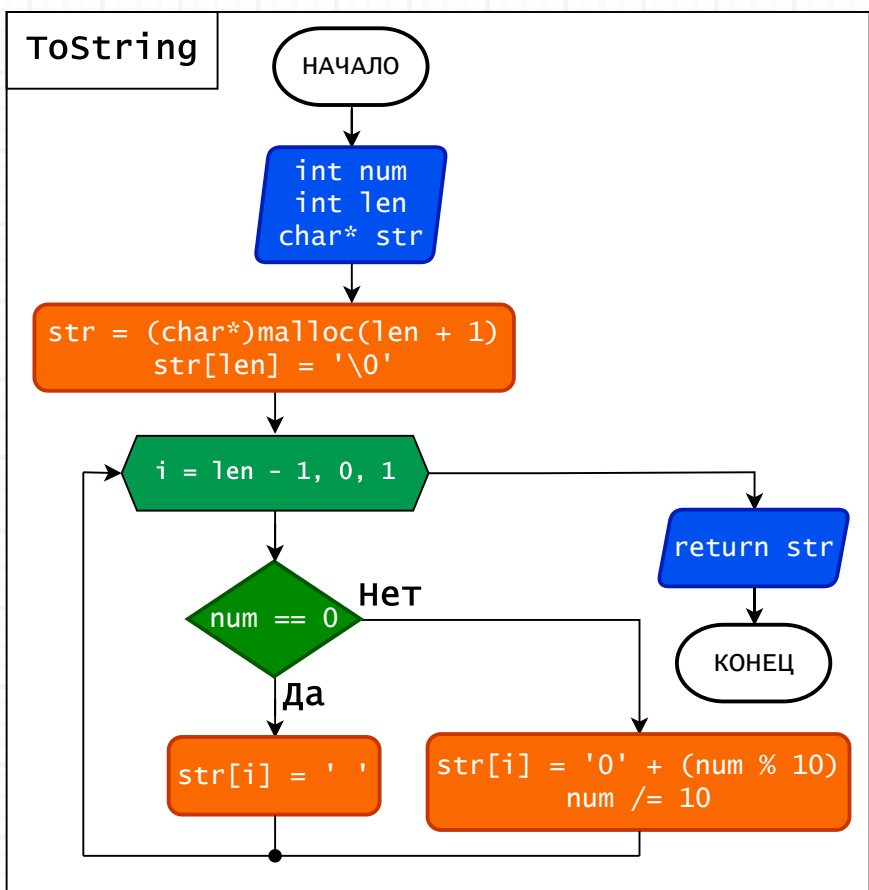 ToString
НАЧАЛО
int num
int len
char* str
str = (char*)malloc(len + 1)
str[len] = '\0'
i = len - 1, 0, 1
return str
num == 0
Нет
КОНЕЦ
Да
str[i] = ' '
str[i] = '0' + (num % 10)
num /= 10